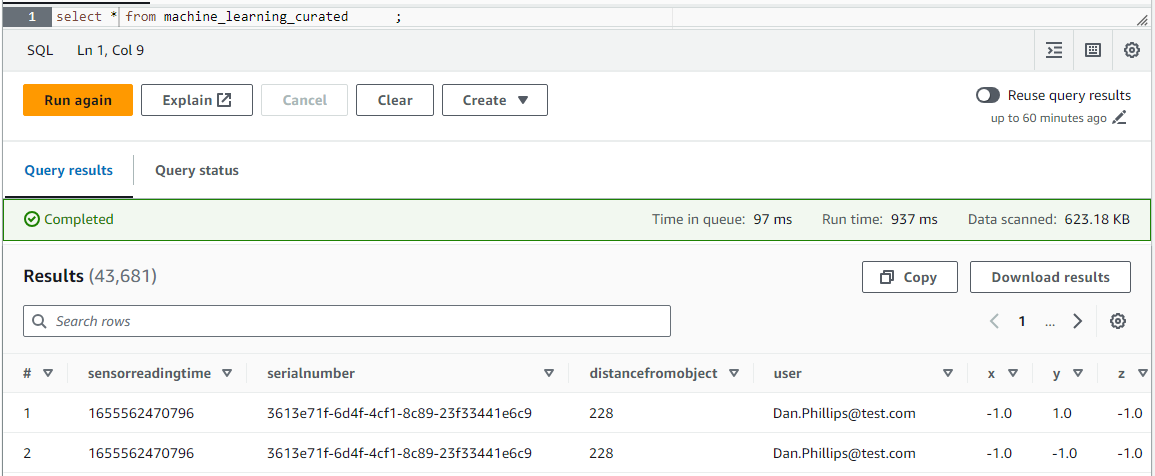 1 select * from machine_learning_curated ;
SQL Ln 1, Col 9
Run again Explain Cancel Clear Create Reuse query results
up to 60 minutes ago
Query results Query status
Completed Time in queue: 97 ms Run time: 937 ms Data scanned: 623.18 KB
Results (43,681) Copy Download results
Search rows 1 ...
# sensorreadingtime serialnumber distancefromobject user x y z
1 1655562470796 3613e71f-6d4f-4cf1-8c89-23f33441e6c9 228 Dan.Phillips@test.com -1.0 1.0 -1.0
2 1655562470796 3613e71f-6d4f-4cf1-8c89-23f33441e6c9 228 Dan.Phillips@test.com -1.0 -1.0 -1.0